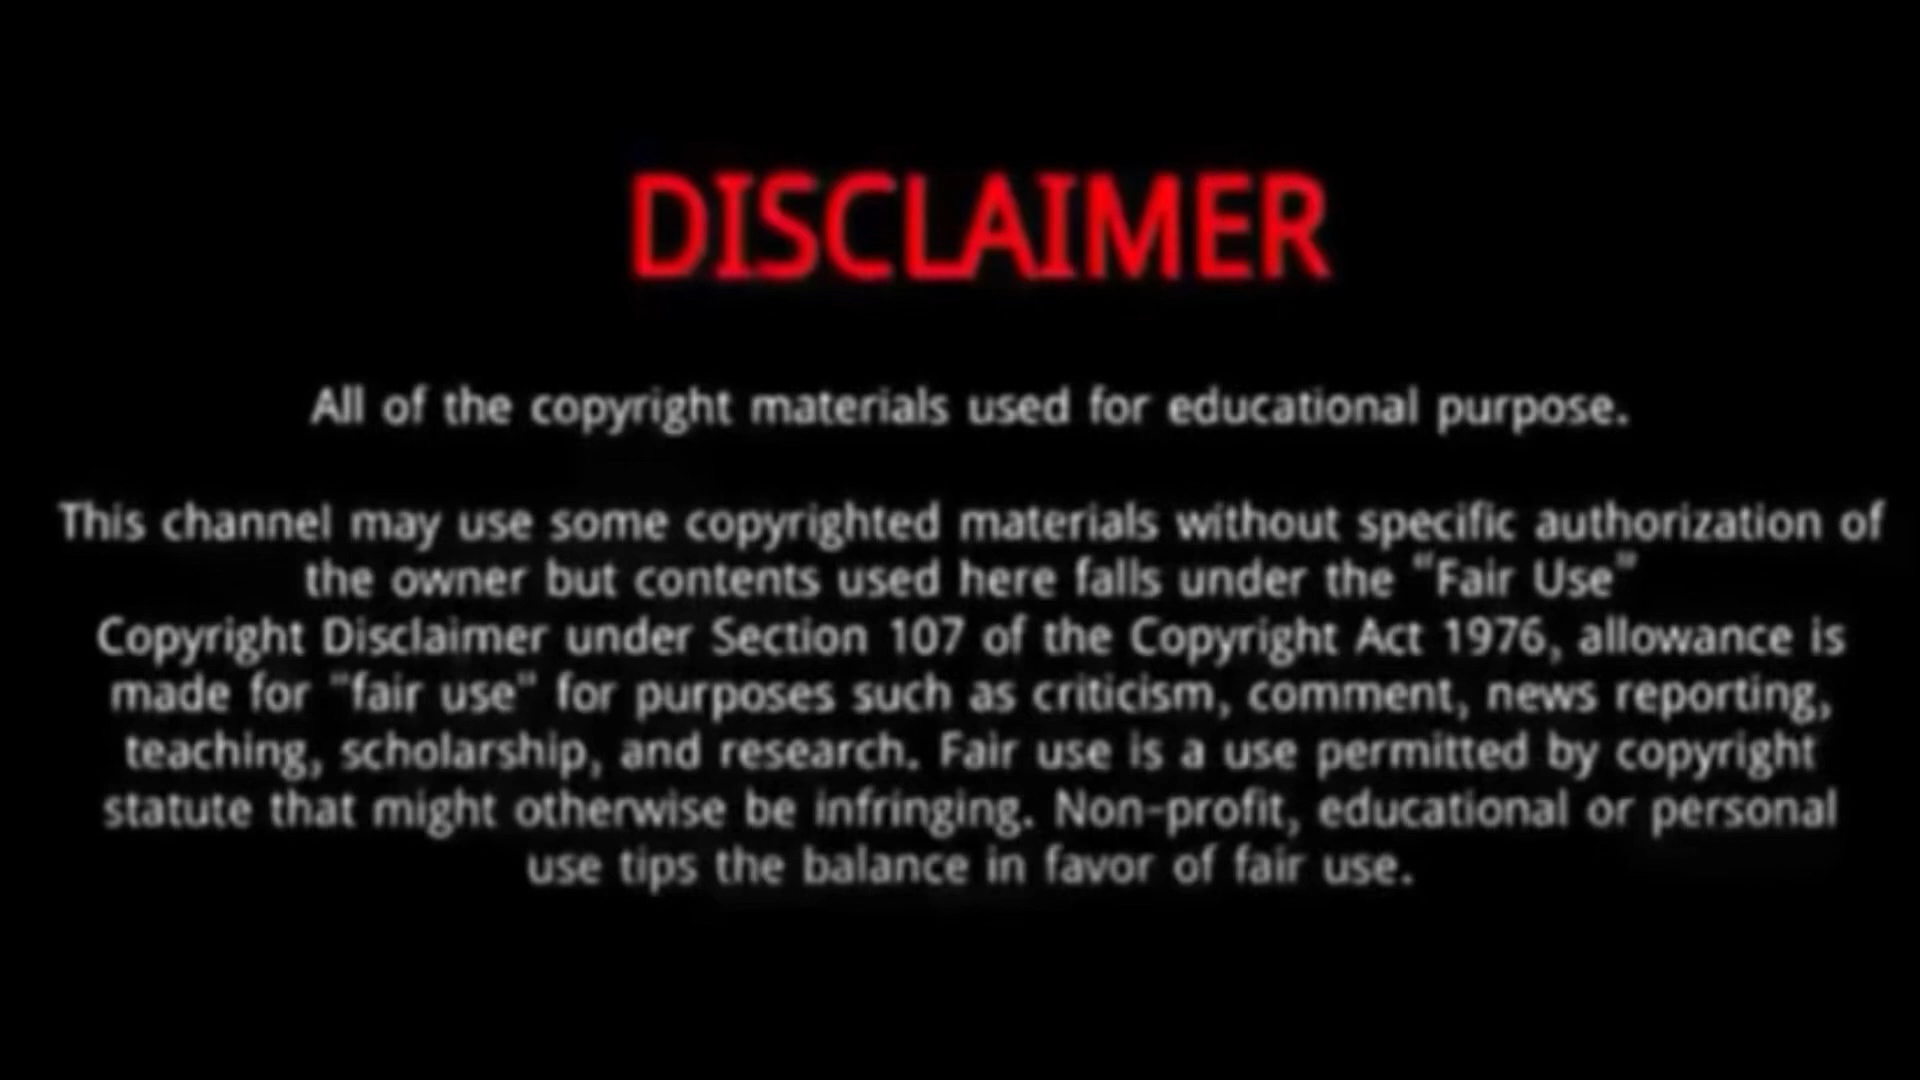 DISCLAIMER
All of the copyright materials used for educational purpose.
This channel may use some copyrighted materials without specific authorization of
the owner but contents used here falls under the "Fair Use"
Copyright Disclaimer under Section 107 of the Copyright Act 1976, allowance is
made for "fair use" for purposes such as criticism, comment, news reporting,
teaching, scholarship, and research. Fair use is a use permitted by copyright
statute that might otherwise be infringing. Non-profit, educational or personal
use tips the balance in favor of fair use.